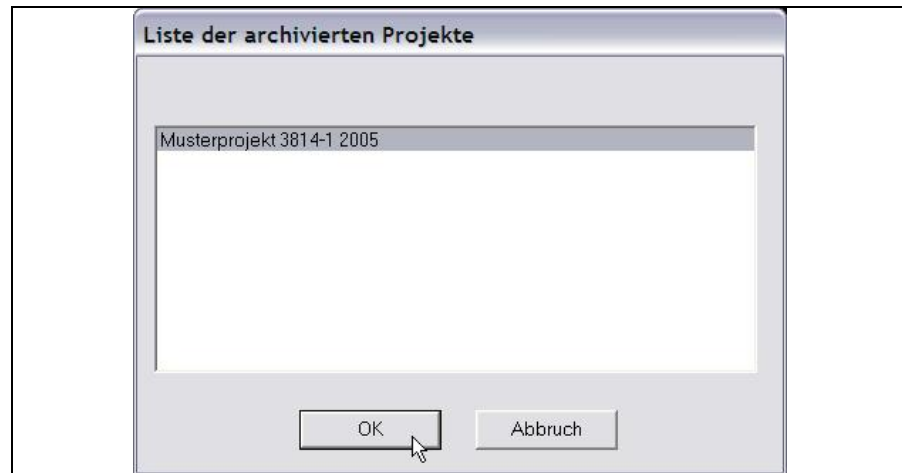 Liste der archivierten Projekte
Musterprojekt 3814-1 2005
OK Abbruch